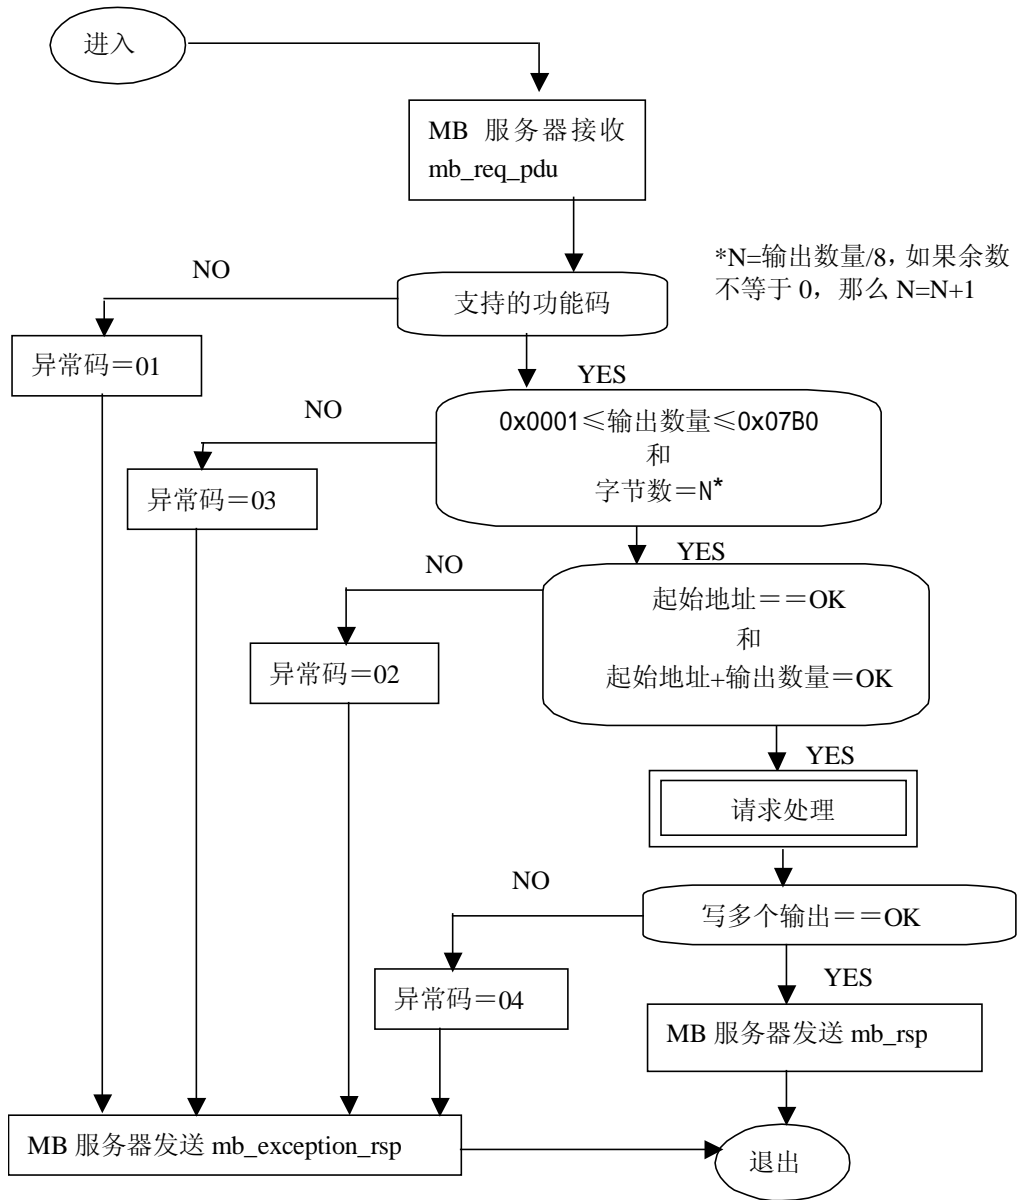 进入
MB 服务器接收
mb_req_pdu
*N=输出数量/8，如果余数
不等于 0，那么 N=N+1
NO
支持的功能码
异常码＝01
YES
NO
0x0001≤输出数量≤0x07B0
和
字节数＝N*
异常码＝03
YES
NO
起始地址＝＝OK
和
起始地址+输出数量＝OK
异常码＝02
YES
请求处理
NO
写多个输出＝＝OK
YES
异常码＝04
MB 服务器发送 mb_rsp
MB 服务器发送 mb_exception_rsp
退出